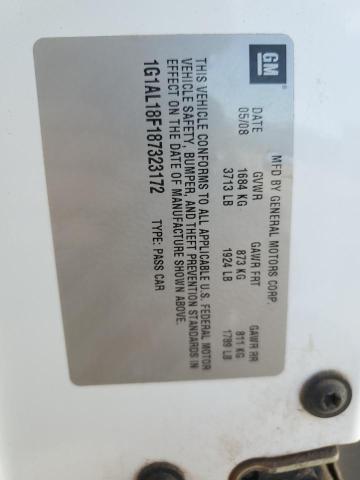 GM
MFD BY GENERAL MOTORS CORP.
DATE GVWR GAWR FRT GAWR RR
05/08 1684 KG 873 KG 811 KG
3713 LB 1924 LB 1789 LB
THIS VEHICLE CONFORMS TO ALL APPLICABLE U.S. FEDERAL MOTOR
VEHICLE SAFETY, BUMPER, AND THEFT PREVENTION STANDARDS IN
EFFECT ON THE DATE OF MANUFACTURE SHOWN ABOVE.
1G1AL18F187323172 TYPE: PASS CAR